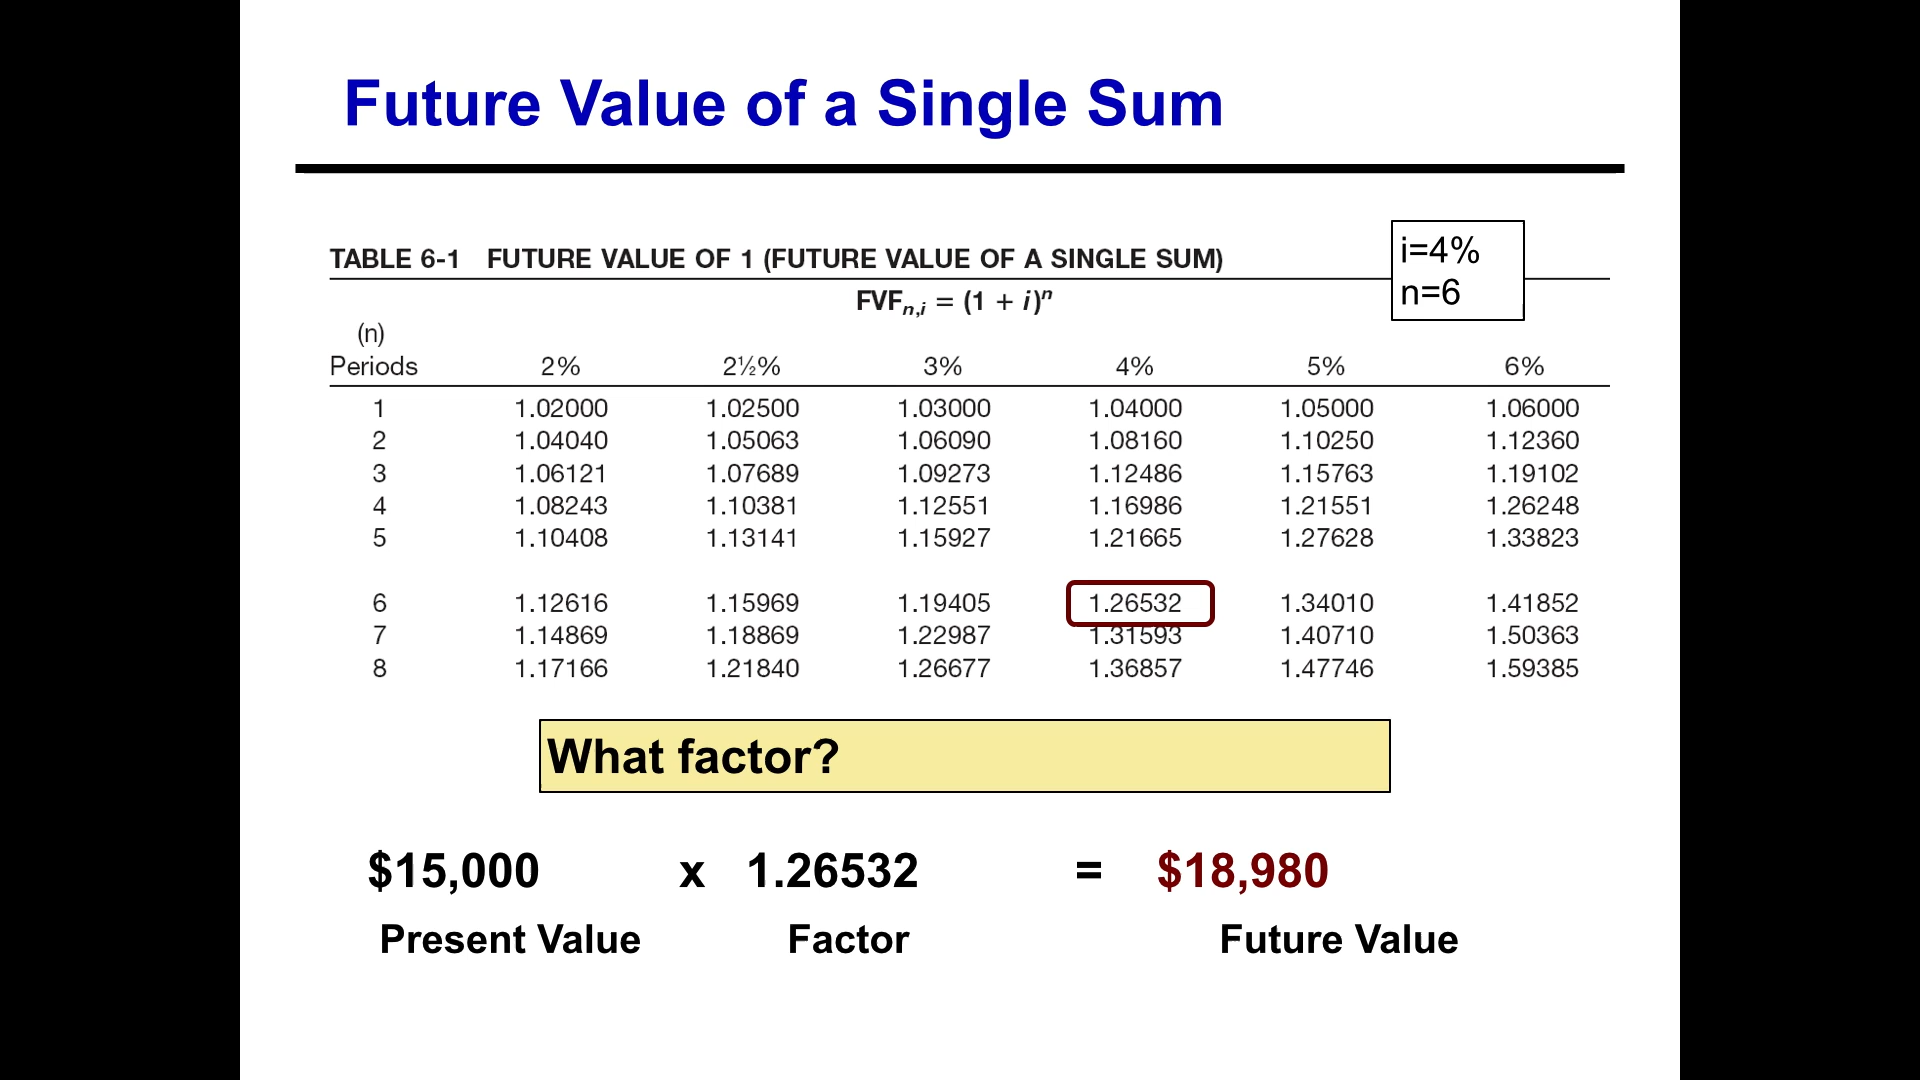 Future Value of a Single Sum
TABLE 6-1 FUTURE VALUE OF 1 (FUTURE VALUE OF A SINGLE SUM)
i=4%
n=6
FVFn,i = (1 + i)n
(n)
Periods 2% 2½% 3% 4% 5% 6%
1 1.02000 1.02500 1.03000 1.04000 1.05000 1.06000
2 1.04040 1.05063 1.06090 1.08160 1.10250 1.12360
3 1.06121 1.07689 1.09273 1.12486 1.15763 1.19102
4 1.08243 1.10381 1.12551 1.16986 1.21551 1.26248
5 1.10408 1.13141 1.15927 1.21665 1.27628 1.33823
6 1.12616 1.15969 1.19405 1.26532 1.34010 1.41852
7 1.14869 1.18869 1.22987 1.31593 1.40710 1.50363
8 1.17166 1.21840 1.26677 1.36857 1.47746 1.59385
What factor?
$15,000 x 1.26532 = $18,980
Present Value Factor Future Value